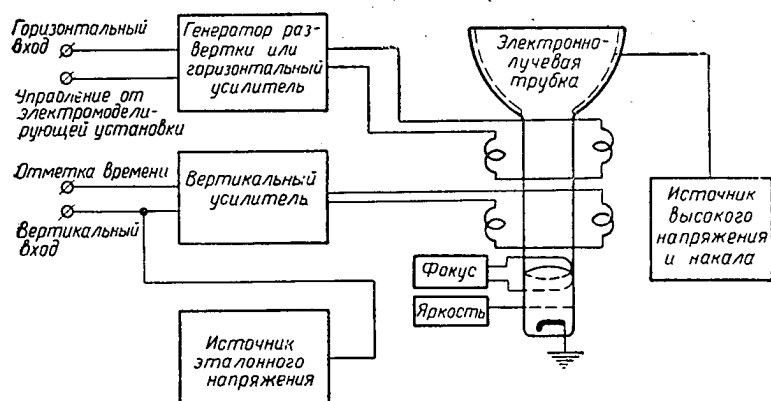 Горизонтальный
вход
Управление от
электромодели-
рующей установки
Генератор раз-
вертки или
горизонтальный
усилитель
Электронно-
лучевая
трубка
Отметка времени
Вертикальный
вход
Вертикальный
усилитель
Источник
высокого
напряжения
и накала
Фокус
Яркость
Источник
эталонного
напряжения